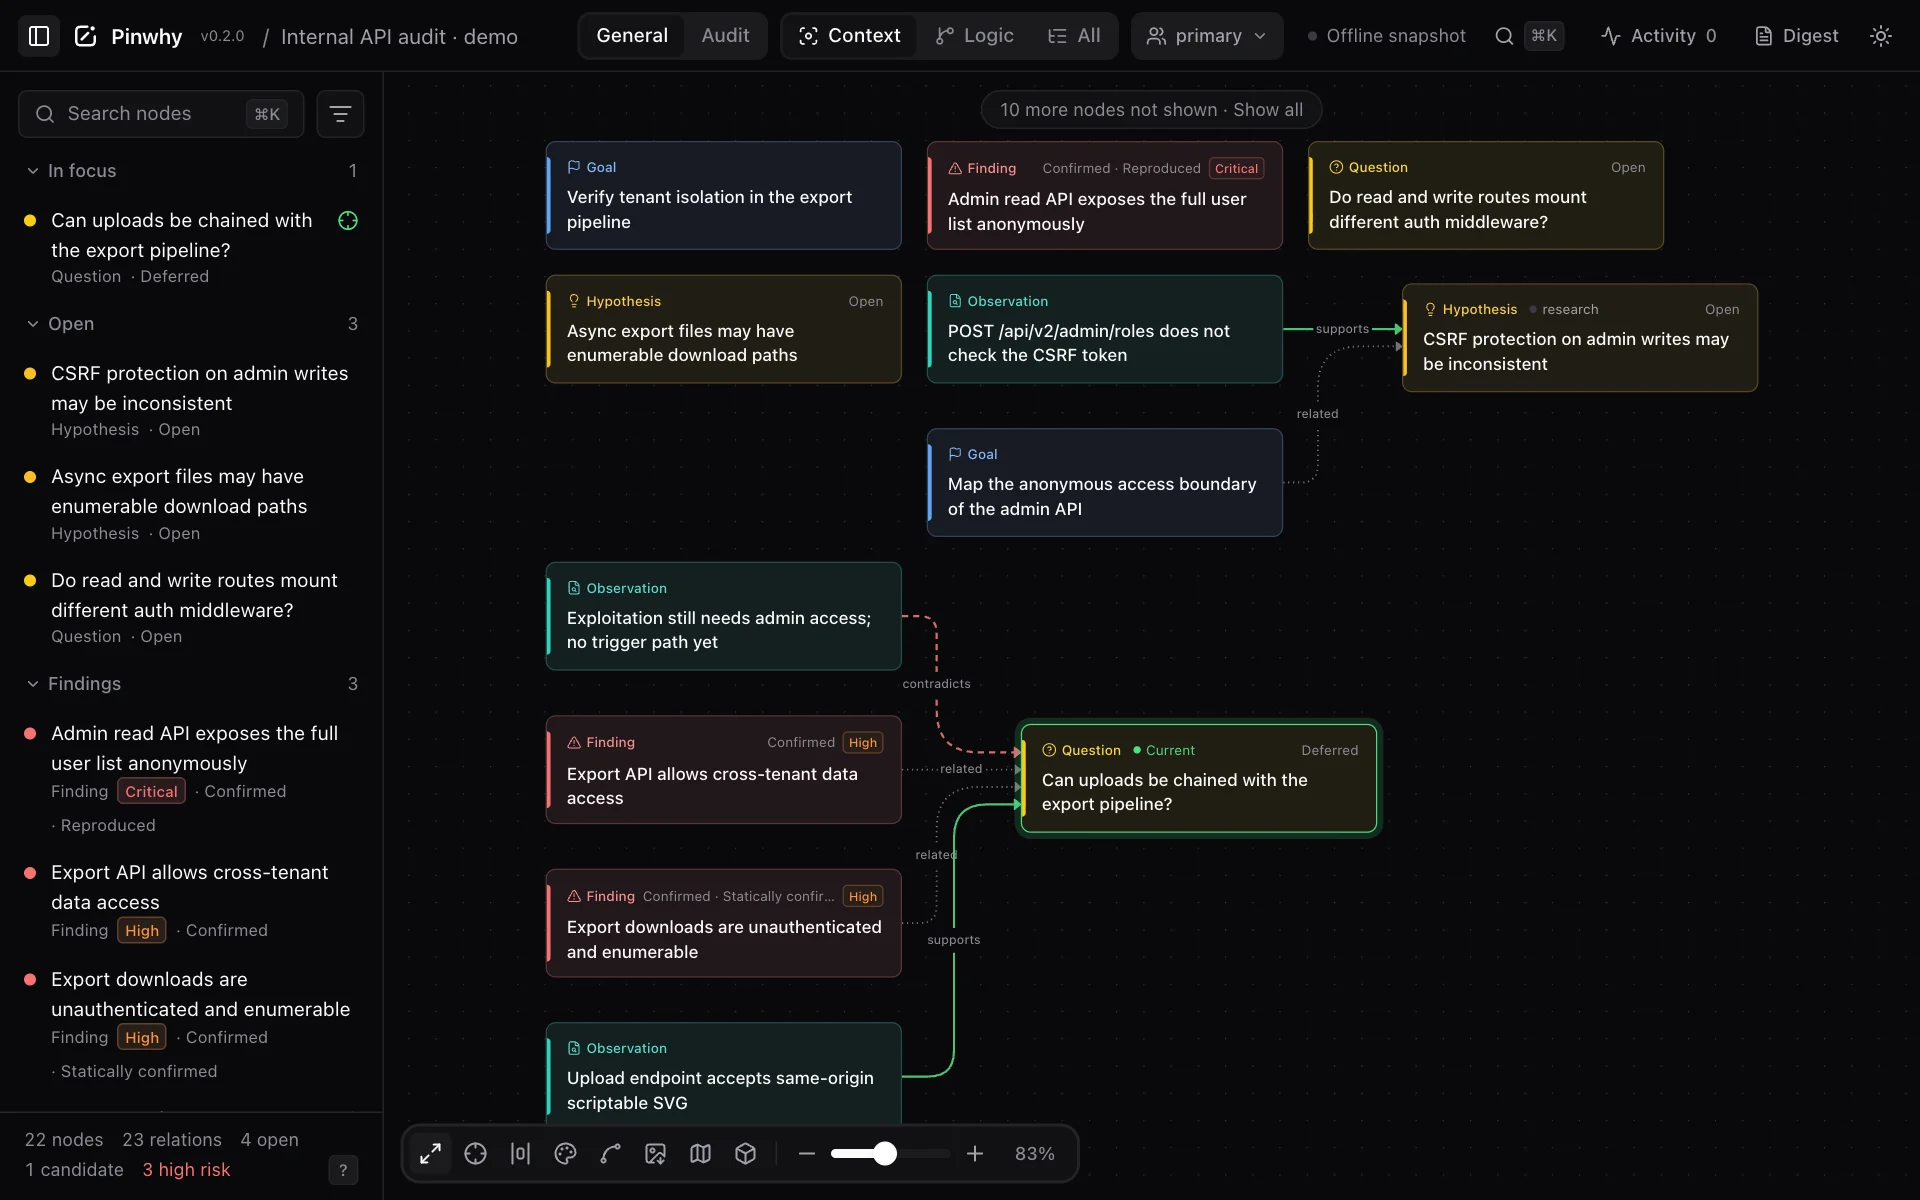 Pinwhy v0.2.0 / Internal API audit · demo
General Audit
Context Logic All
primary
Offline snapshot
⌘K
Activity 0
Digest
Search nodes ⌘K
In focus 1
Can uploads be chained with
the export pipeline?
Question · Deferred
Open 3
CSRF protection on admin writes
may be inconsistent
Hypothesis · Open
Async export files may have
enumerable download paths
Hypothesis · Open
Do read and write routes mount
different auth middleware?
Question · Open
Findings 3
Admin read API exposes the full
user list anonymously
Finding Critical · Confirmed
· Reproduced
Export API allows cross-tenant
data access
Finding High · Confirmed
Export downloads are
unauthenticated and enumerable
Finding High · Confirmed
· Statically confirmed
22 nodes 23 relations 4 open
1 candidate 3 high risk
?
10 more nodes not shown · Show all
Goal
Verify tenant isolation in the export
pipeline
Finding Confirmed · Reproduced Critical
Admin read API exposes the full user
list anonymously
Question Open
Do read and write routes mount
different auth middleware?
Hypothesis Open
Async export files may have
enumerable download paths
Observation
POST /api/v2/admin/roles does not
check the CSRF token
supports
Hypothesis research Open
CSRF protection on admin writes may
be inconsistent
related
Goal
Map the anonymous access boundary
of the admin API
Observation
Exploitation still needs admin access;
no trigger path yet
contradicts
Finding Confirmed High
Export API allows cross-tenant data
access
related
Question Current Deferred
Can uploads be chained with the
export pipeline?
related
Finding Confirmed · Statically confir... High
Export downloads are unauthenticated
and enumerable
supports
Observation
Upload endpoint accepts same-origin
scriptable SVG
83%